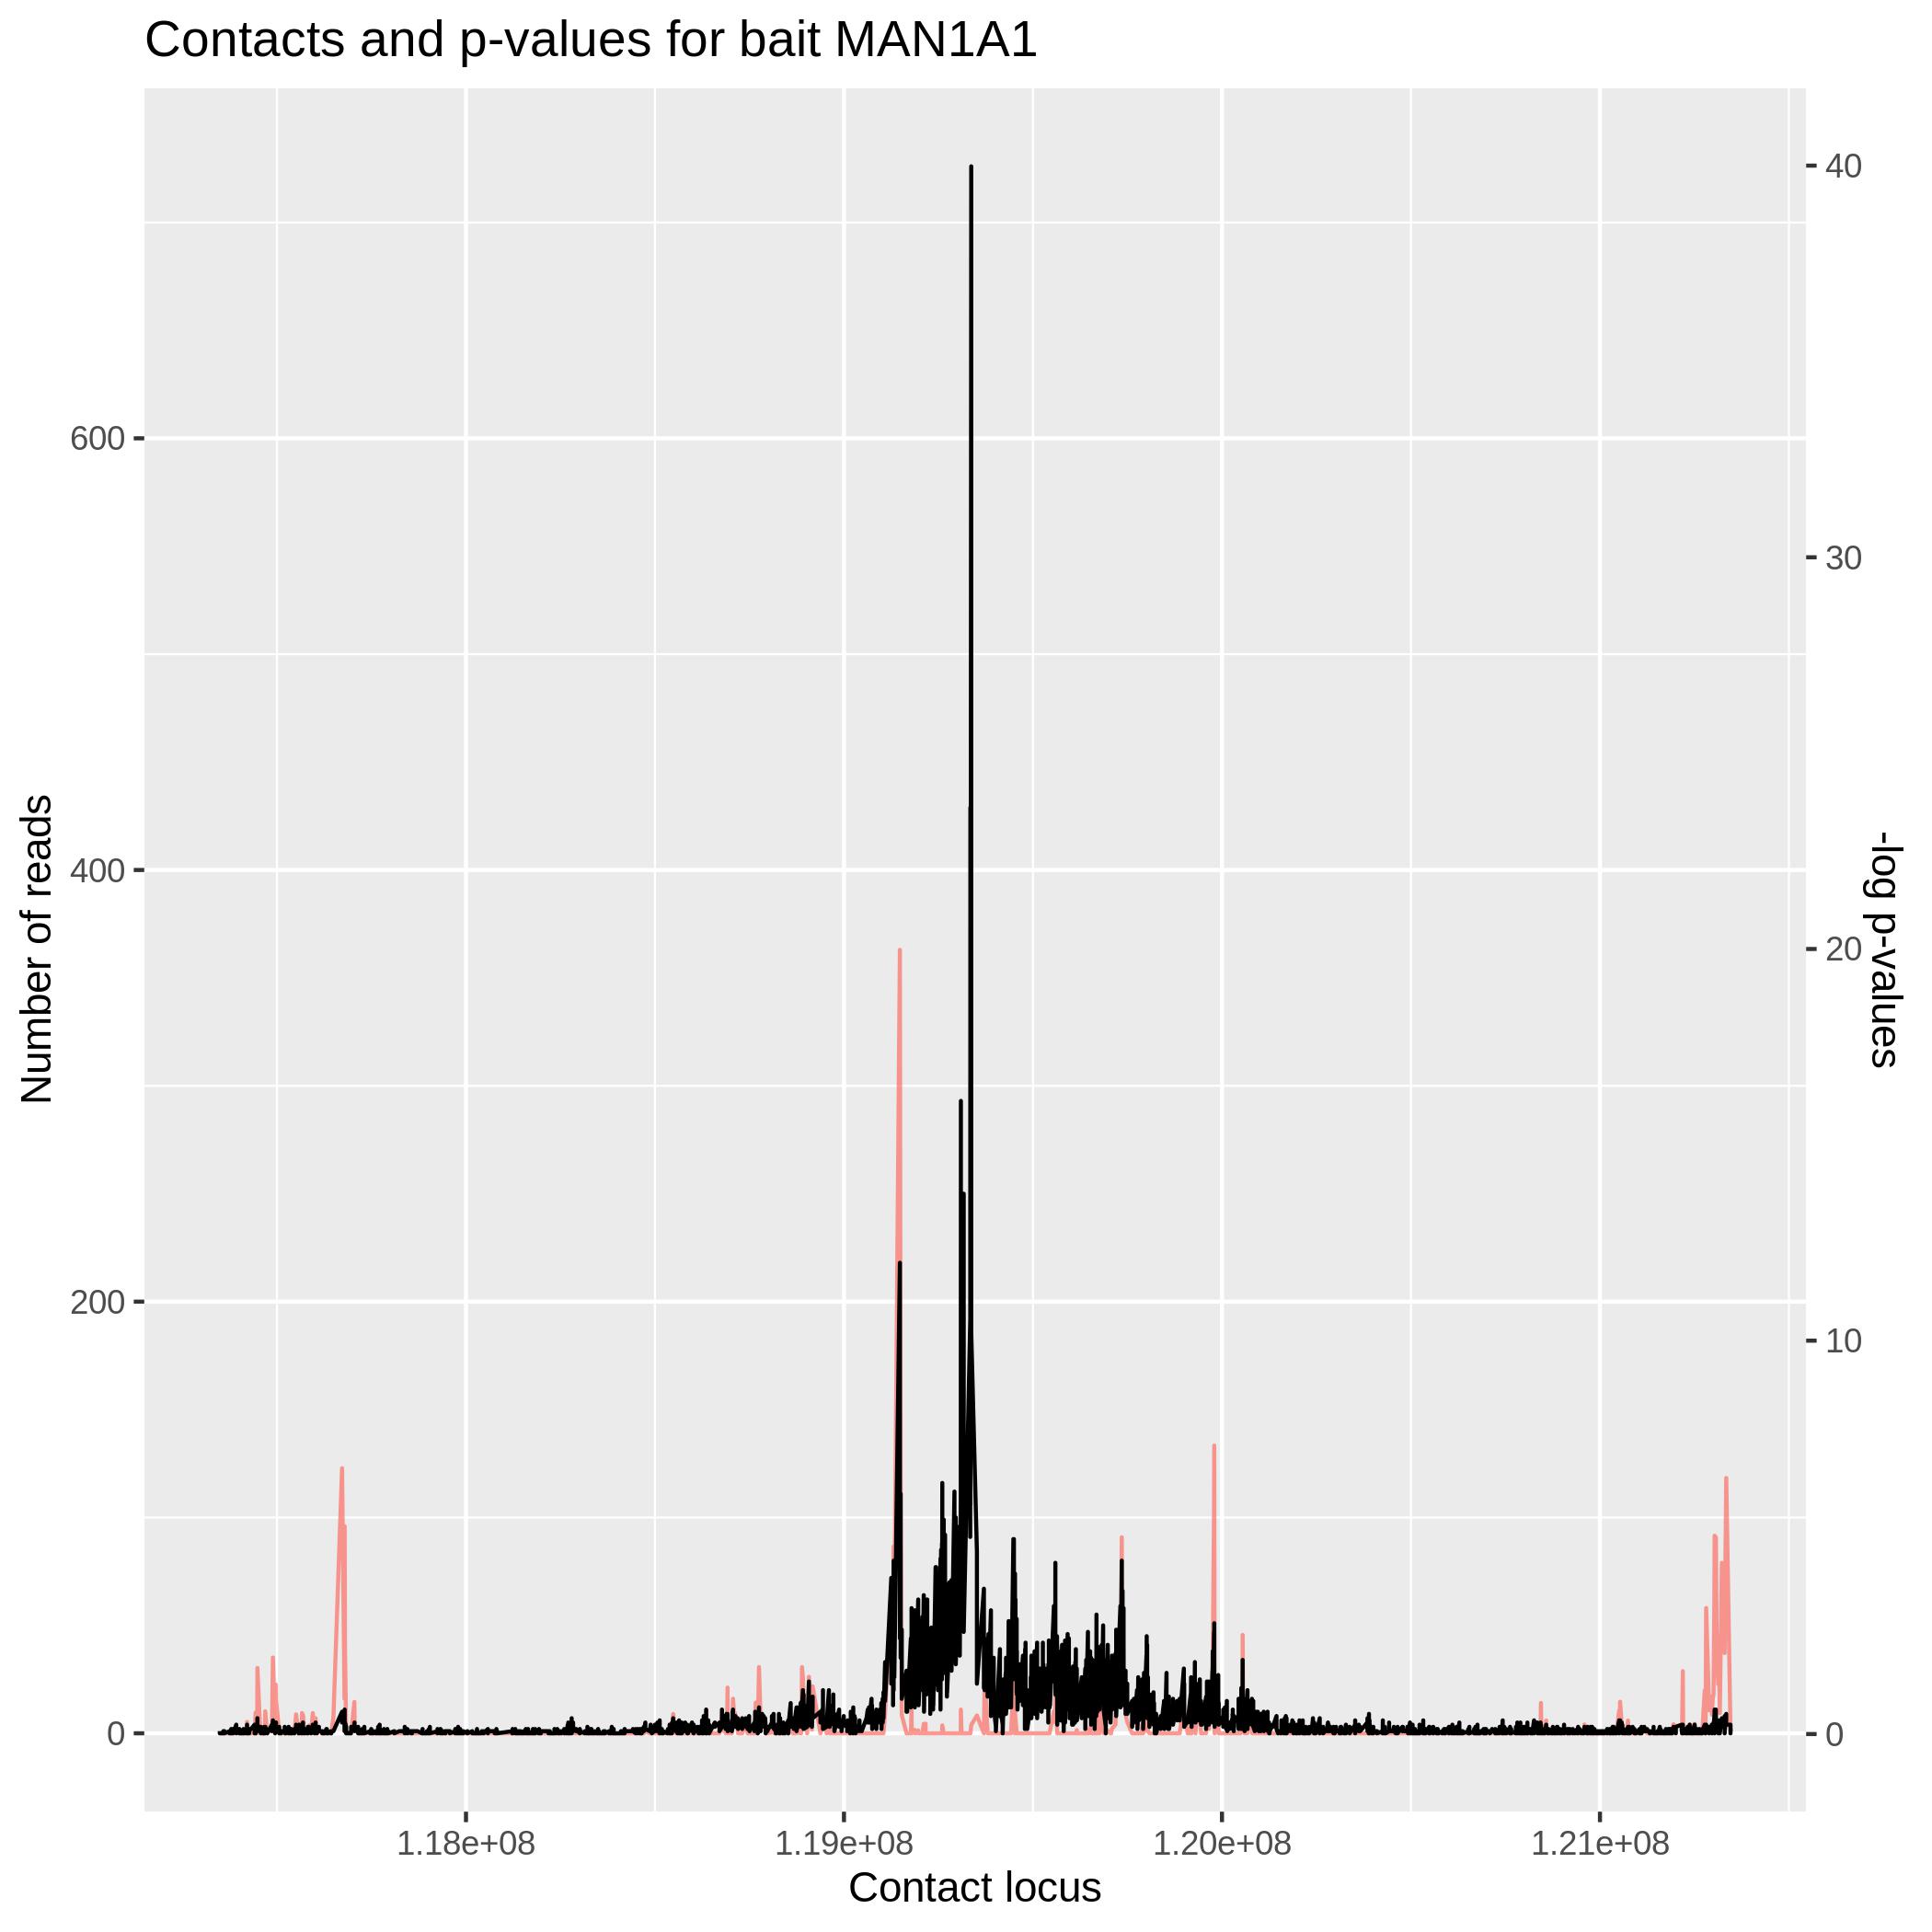 Contacts and p-values for bait MAN1A1
Number of reads
600
400
200
0
40
30
20
10
0
-log p-values
1.18e+08
1.19e+08
1.20e+08
1.21e+08
Contact locus